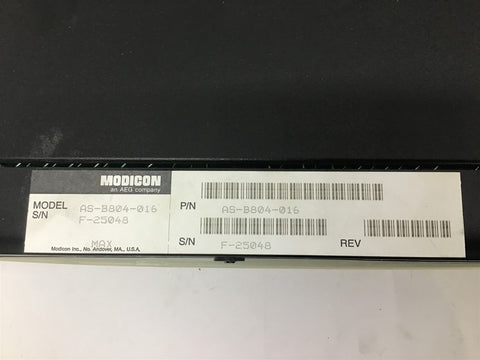 MODICON
an AEG company
MODEL AS-B804-016
S/N F-25048
MAX
Modicon Inc., No. Andover, MA., U.S.A.
P/N AS-B804-016
S/N F-25048
REV